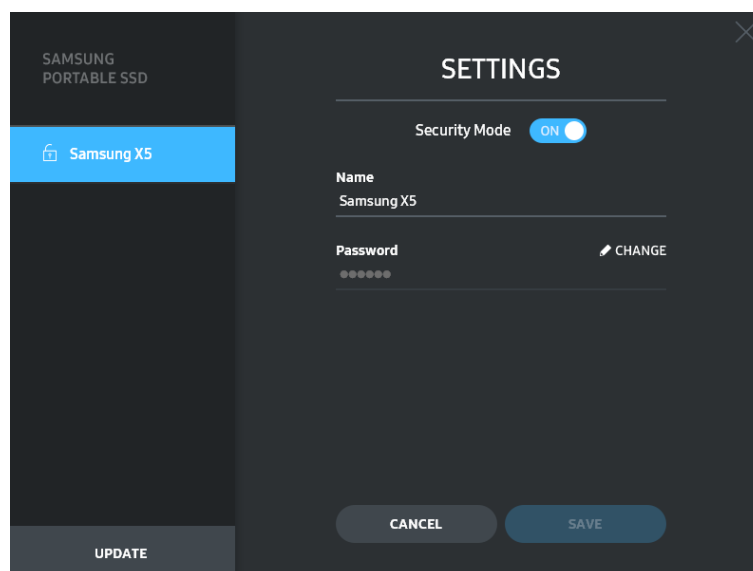 SAMSUNG
PORTABLE SSD
Samsung X5
UPDATE
SETTINGS
Security Mode ON
Name
Samsung X5
Password CHANGE
●●●●●●
CANCEL SAVE